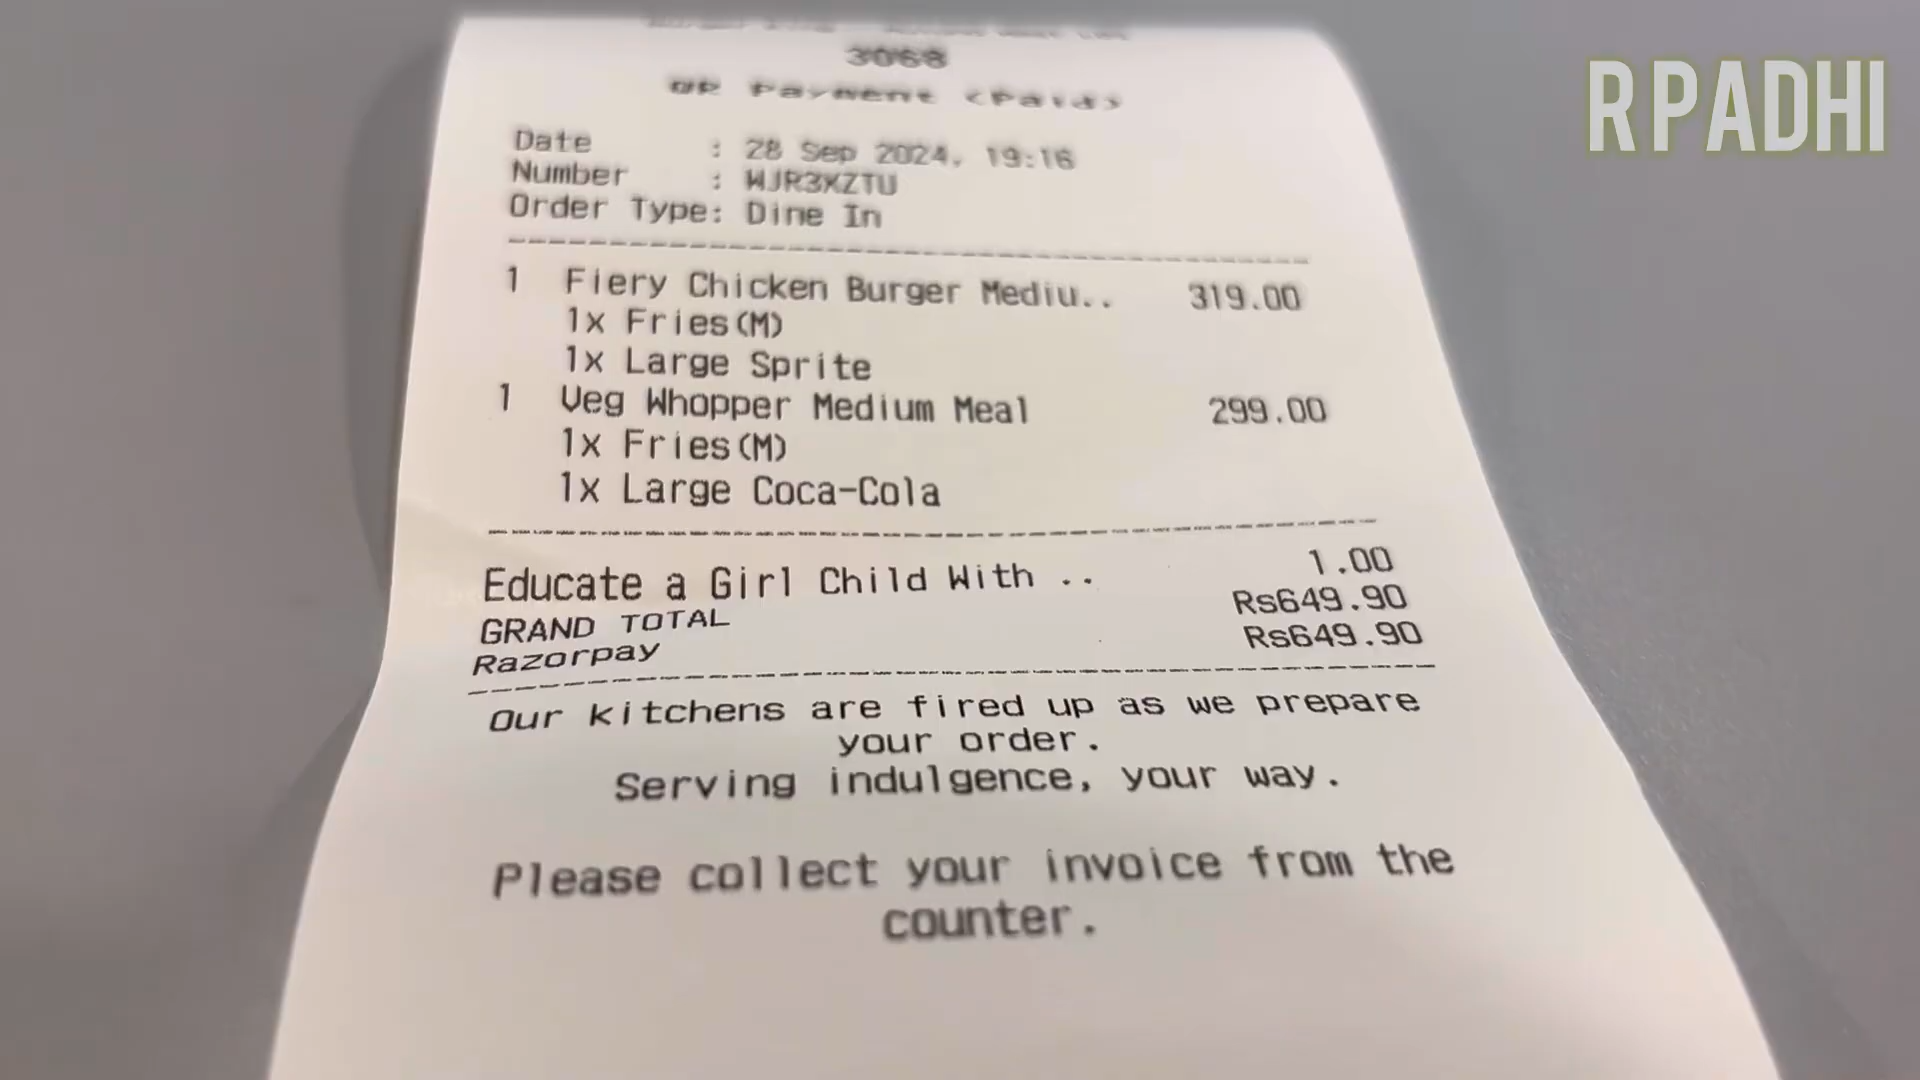 3068
QR Payment (Paid)
R PADHI
Date : 28 Sep 2024, 19:16
Number : WJR3XZTU
Order Type: Dine In
1 Fiery Chicken Burger Mediu.. 319.00
1x Fries(M)
1x Large Sprite
1 Veg Whopper Medium Meal 299.00
1x Fries(M)
1x Large Coca-Cola
Educate a Girl Child With .. 1.00
GRAND TOTAL Rs649.90
Razorpay Rs649.90
Our kitchens are fired up as we prepare
your order.
Serving indulgence, your way.
Please collect your invoice from the
counter.